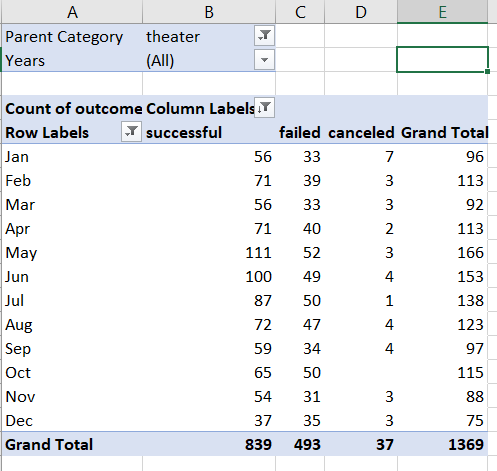 A B C D E
Parent Category theater
Years (All)
Count of outcome Column Labels
Row Labels successful failed canceled Grand Total
Jan 56 33 7 96
Feb 71 39 3 113
Mar 56 33 3 92
Apr 71 40 2 113
May 111 52 3 166
Jun 100 49 4 153
Jul 87 50 1 138
Aug 72 47 4 123
Sep 59 34 4 97
Oct 65 50 115
Nov 54 31 3 88
Dec 37 35 3 75
Grand Total 839 493 37 1369